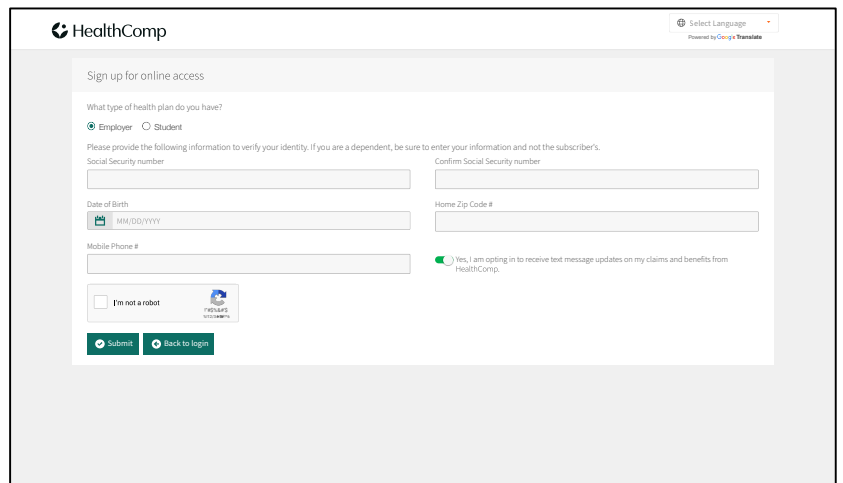 HealthComp
Select Language
Powered by Google Translate
Sign up for online access
What type of health plan do you have?
Employer Student
Please provide the following information to verify your identity. If you are a dependent, be sure to enter your information and not the subscriber's.
Social Security number Confirm Social Security number
Date of Birth Home Zip Code #
MM/DD/YYYY
Mobile Phone #
Yes, I am opting in to receive text message updates on my claims and benefits from
HealthComp.
I'm not a robot
Submit Back to login